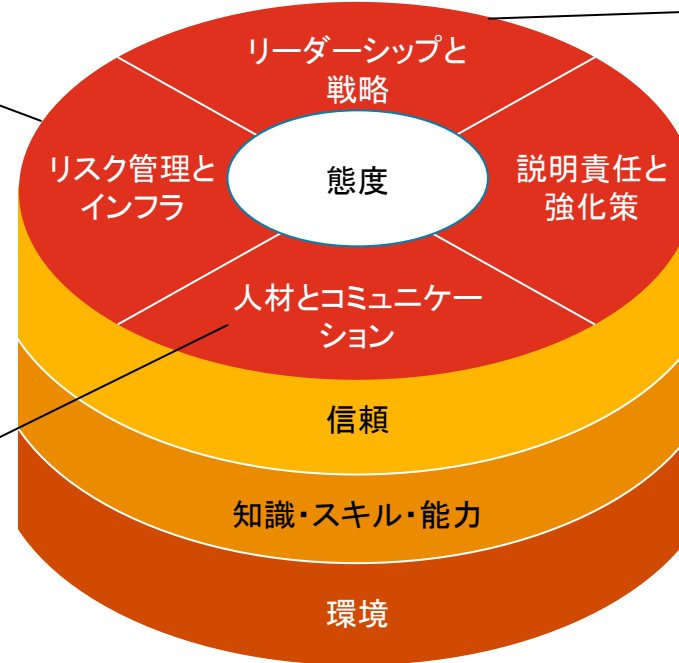 リーダーシップと
戦略
リスク管理と
インフラ
態度
説明責任と
強化策
人材とコミュニケー
ション
信頼
知識・スキル・能力
環境